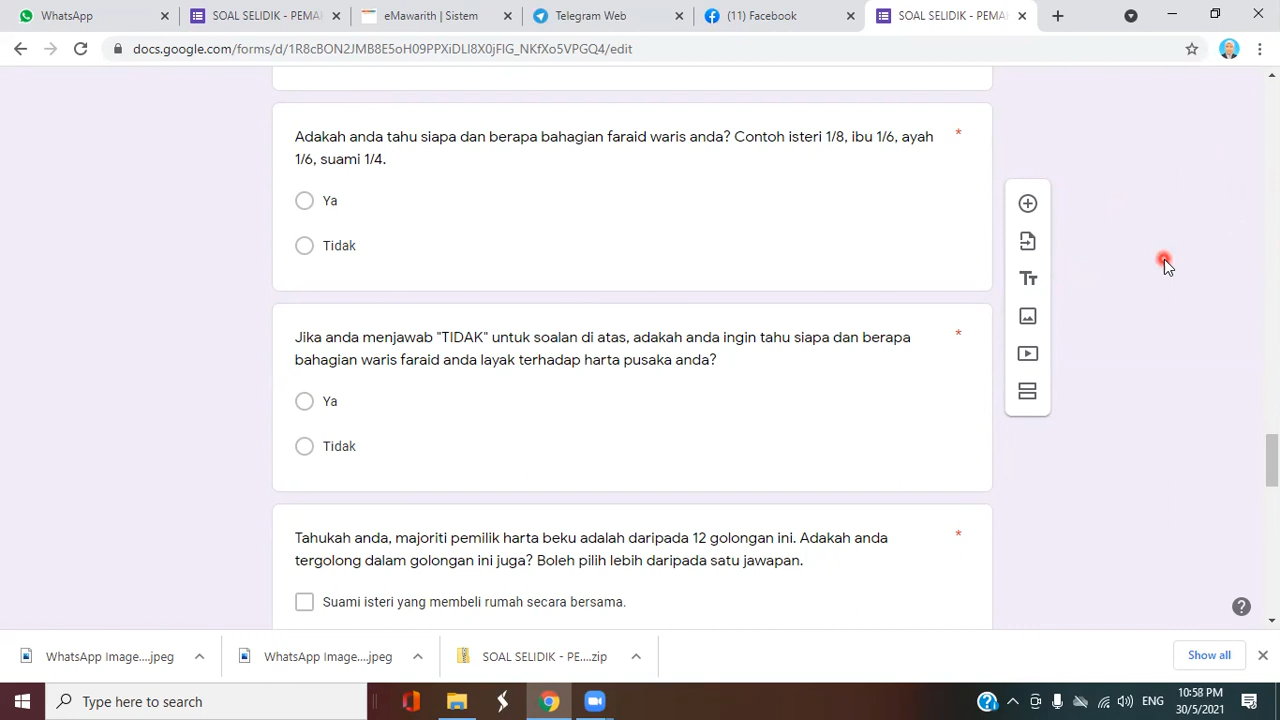 WhatsApp
SOAL SELIDIK - PEMA
eMawarith | Sistem
Telegram Web
(11) Facebook
SOAL SELIDIK - PEMA
docs.google.com/forms/d/1R8cBON2JMB8E5oH09PPXiDLl8X0jFlG_NKfXo5VPGQ4/edit
Adakah anda tahu siapa dan berapa bahagian faraid waris anda? Contoh isteri 1/8, ibu 1/6, ayah *
1/6, suami 1/4.
Ya
Tidak
Tт
Jika anda menjawab "TIDAK" untuk soalan di atas, adakah anda ingin tahu siapa dan berapa *
bahagian waris faraid anda layak terhadap harta pusaka anda?
Ya
Tidak
Tahukah anda, majoriti pemilik harta beku adalah daripada 12 golongan ini. Adakah anda *
tergolong dalam golongan ini juga? Boleh pilih lebih daripada satu jawapan.
Suami isteri yang membeli rumah secara bersama.
WhatsApp Image....jpeg
WhatsApp Image....jpeg
SOAL SELIDIK - PE....zip
Show all
Type here to search
ENG
10:58 PM
30/5/2021